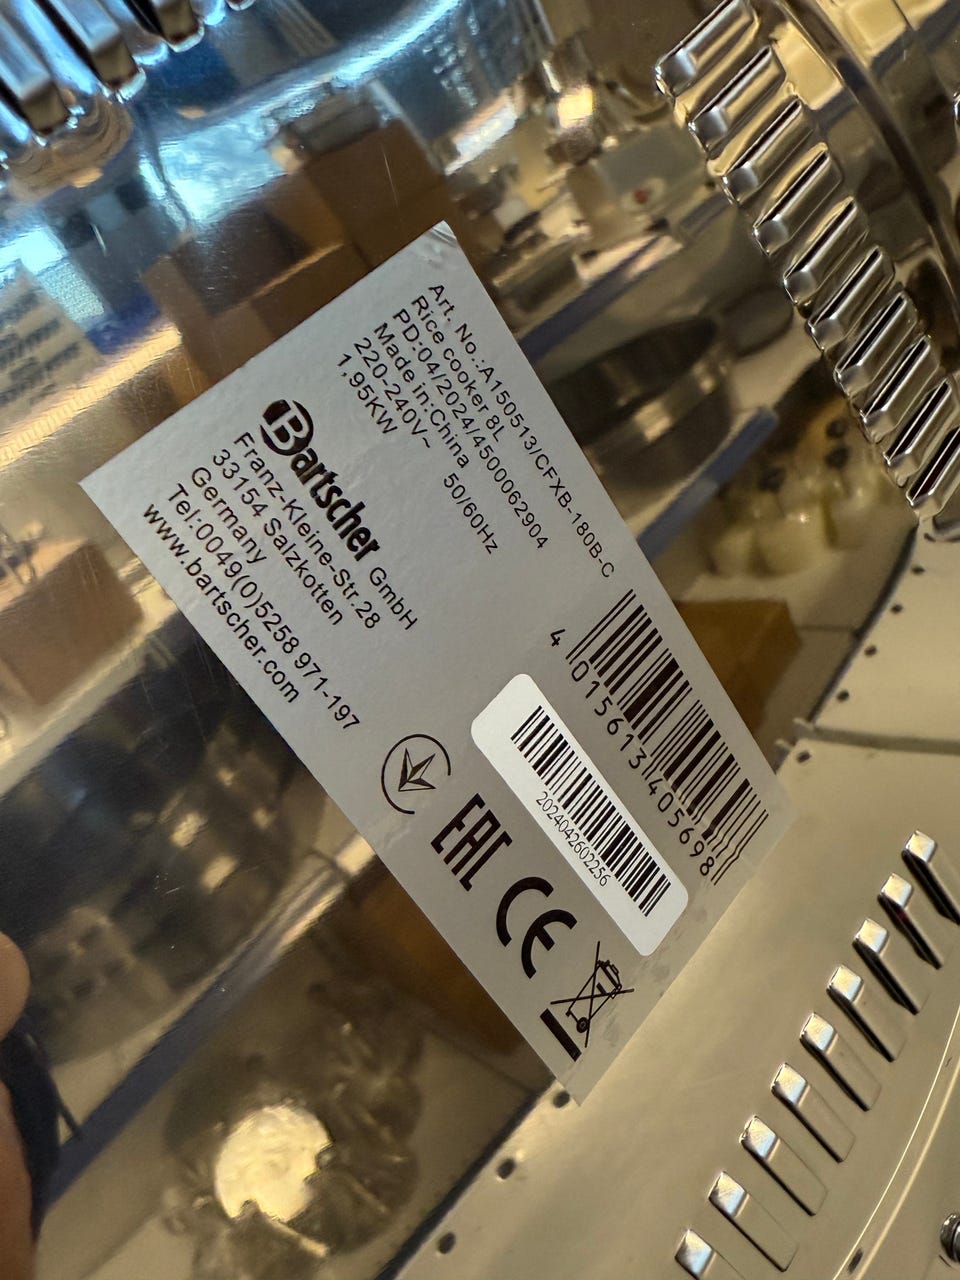 Art. No.:A150513/CFXB-180B-C
Rice cooker 8L
PD:04/2024/4500062904
Made in:China
220-240V~ 50/60Hz
1,95KW
Bartscher GmbH
Franz-Kleine-Str.28
33154 Salzkotten
Germany
Tel:0049(0)5258 971-197
www.bartscher.com
4 015613 405698
2024042602256
EAC
CE